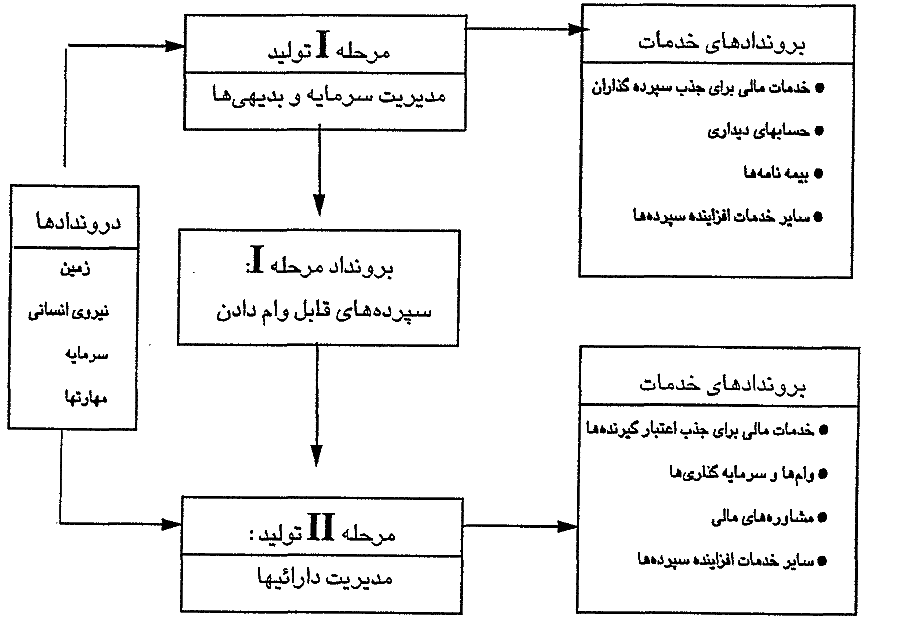 مرحله I تولید
مدیریت سرمایه و بدیهی‌ها
بروندادهای خدمات
● خدمات مالی برای جذب سپرده گذاران
● حسابهای دیداری
● بیمه نامه‌ها
● سایر خدمات افزاینده سپرده‌ها
دروندادها
زمین
نیروی انسانی
سرمایه
مهاوتها
برونداد مرحله I:
سپرده‌های قابل وام دادن
مرحله II تولید:
مدیریت دارائیها
بروندادهای خدمات
● خدمات مالی برای جذب اعتبار گیرنده‌ها
● وام‌ها و سرمایه گذاری‌ها
● مشاوره‌های مالی
● سایر خدمات افزاینده سپرده‌ها